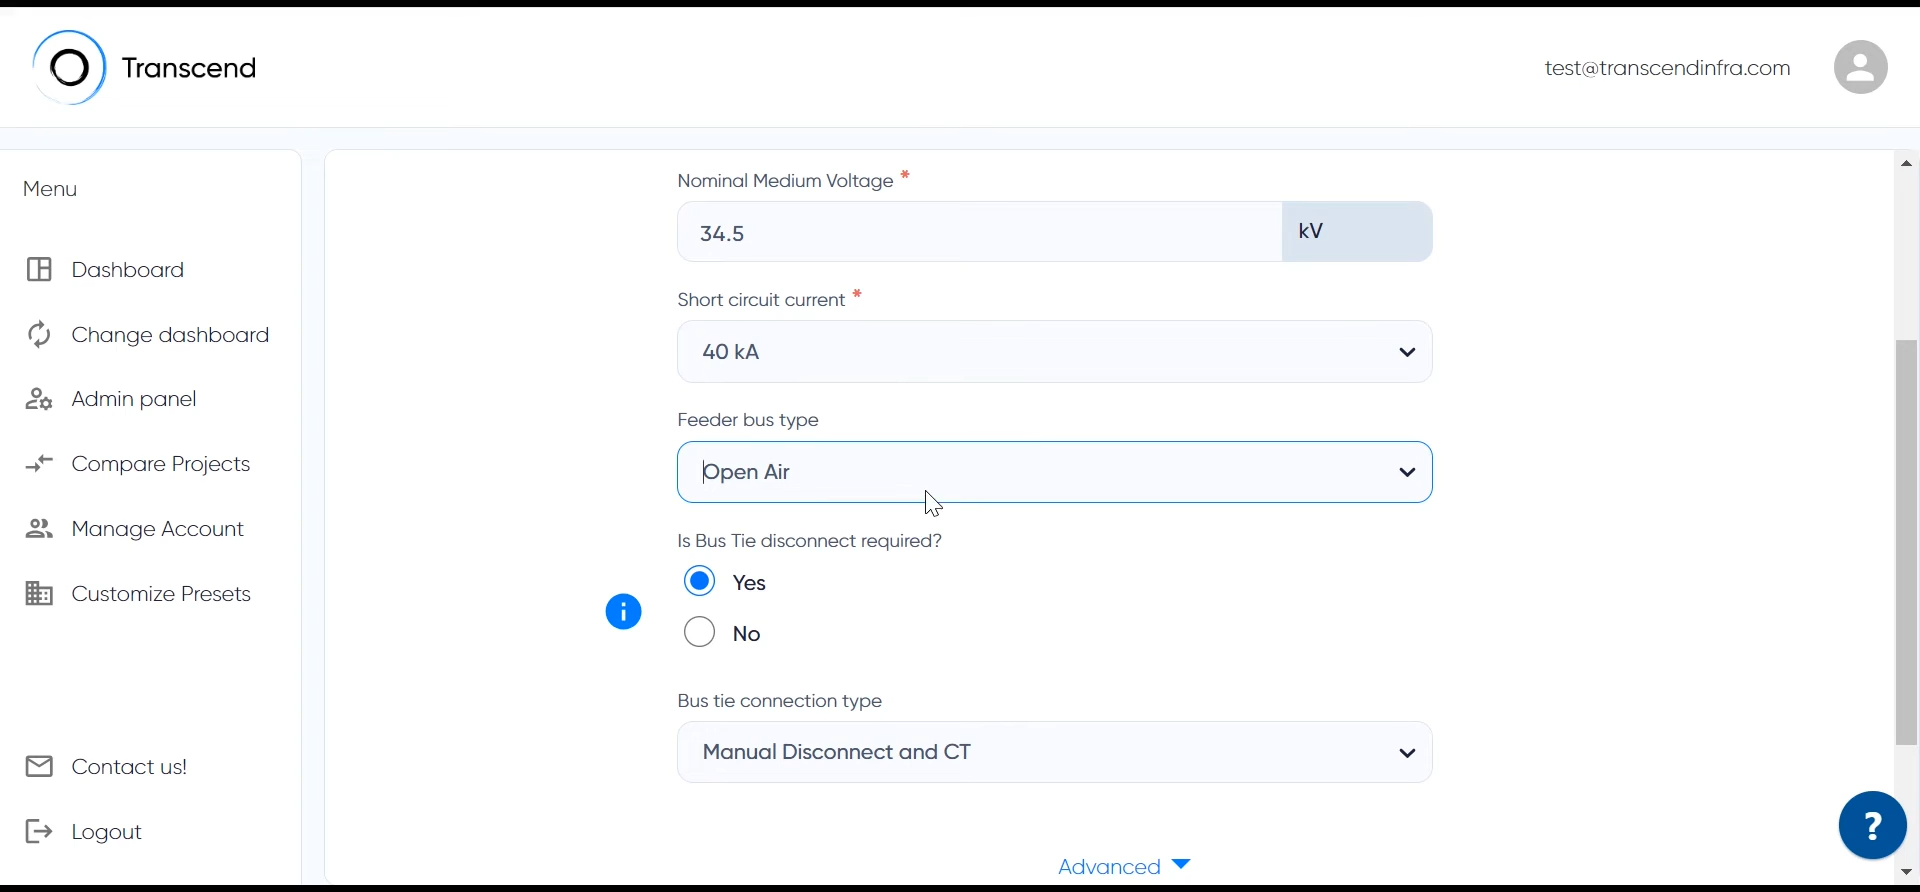 Transcend
test@transcendinfra.com
Menu
Dashboard
Change dashboard
Admin panel
Compare Projects
Manage Account
Customize Presets
Contact us!
Logout
Nominal Medium Voltage *
34.5 kV
Short circuit current *
40 kA
Feeder bus type
Open Air
Is Bus Tie disconnect required?
Yes
No
Bus tie connection type
Manual Disconnect and CT
Advanced
?